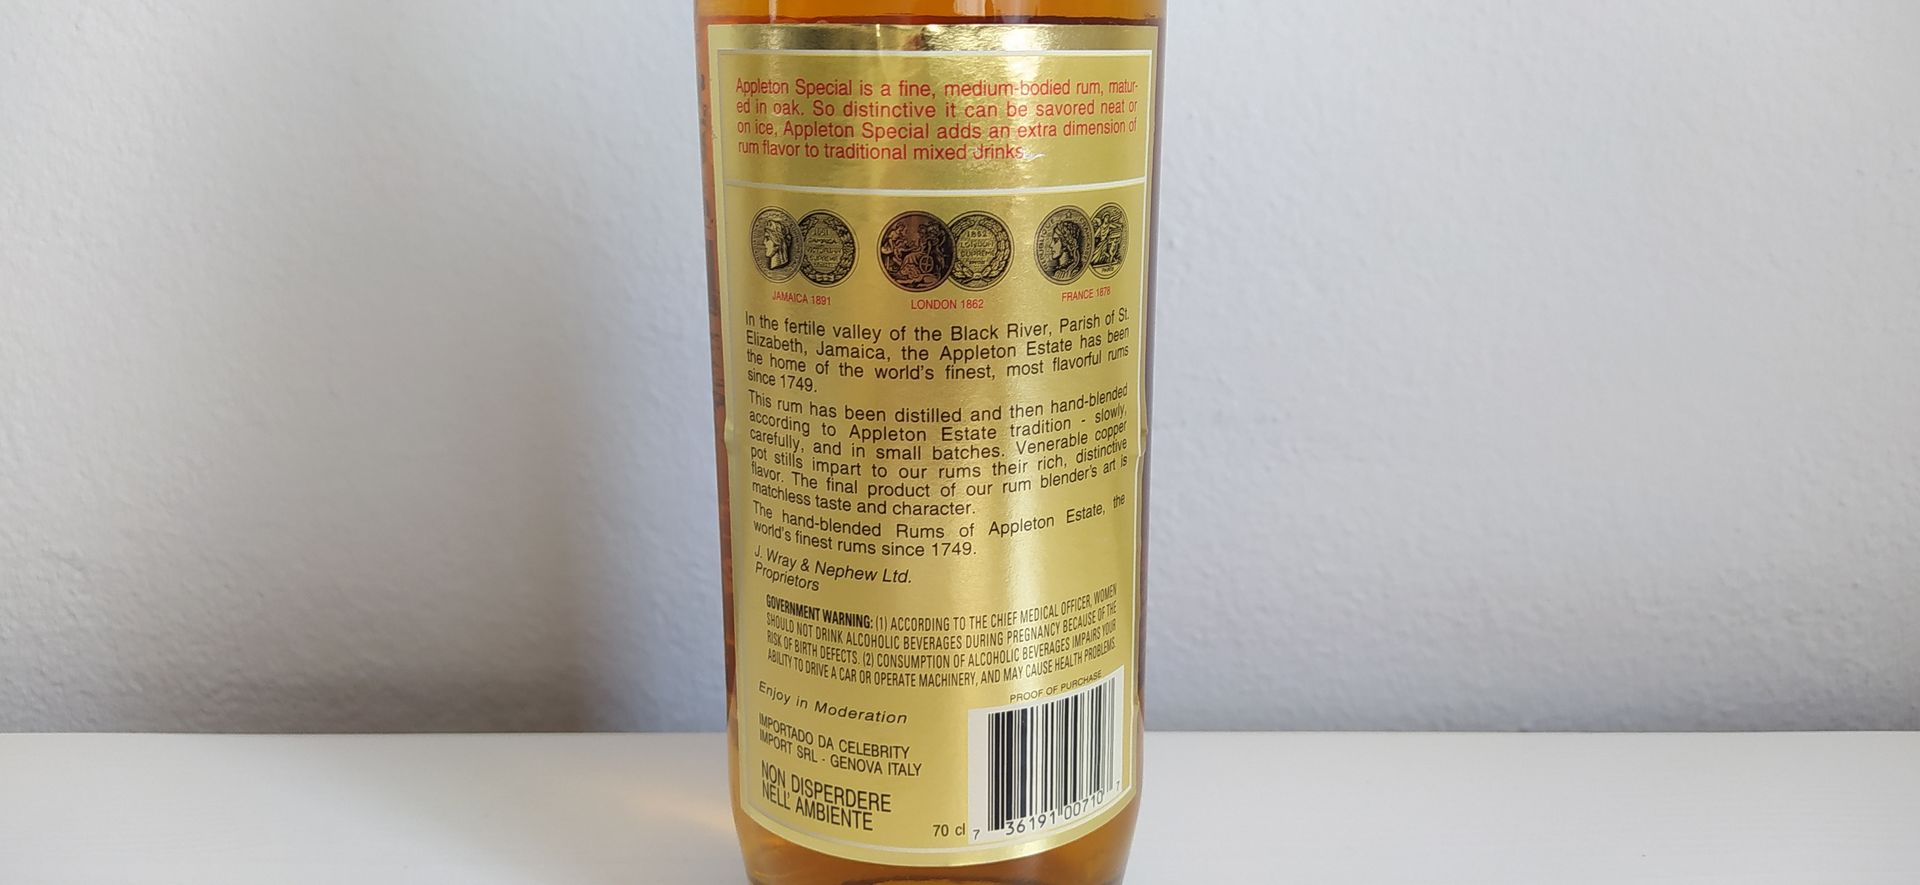 Appleton Special is a fine, medium-bodied rum, matur-
ed in oak. So distinctive it can be savored neat or
on ice, Appleton Special adds an extra dimension of
rum flavor to traditional mixed drinks.
1862
LONDON
SUPREME
PARIS
JAMAICA 1891
LONDON 1862
FRANCE 1878
In the fertile valley of the Black River, Parish of St.
Elizabeth, Jamaica, the Appleton Estate has been
the home of the world's finest, most flavorful rums
since 1749.
This rum has been distilled and then hand-blended
according to Appleton Estate tradition - slowly,
carefully, and in small batches. Venerable copper
pot stills impart to our rums their rich, distinctive
flavor. The final product of our rum blender's art is
matchless taste and character.
The hand-blended Rums of Appleton Estate, the
world's finest rums since 1749.
J. Wray & Nephew Ltd.
Proprietors
GOVERNMENT WARNING: (1) ACCORDING TO THE CHIEF MEDICAL OFFICER, WOMEN
SHOULD NOT DRINK ALCOHOLIC BEVERAGES DURING PREGNANCY BECAUSE OF THE
RISK OF BIRTH DEFECTS. (2) CONSUMPTION OF ALCOHOLIC BEVERAGES IMPAIRS YOUR
ABILITY TO DRIVE A CAR OR OPERATE MACHINERY, AND MAY CAUSE HEALTH PROBLEMS.
Enjoy in Moderation
PROOF OF PURCHASE
IMPORTADO DA CELEBRITY
IMPORT SRL - GENOVA ITALY
NON DISPERDERE
NELL' AMBIENTE
70 cl
7 36191 00710 7